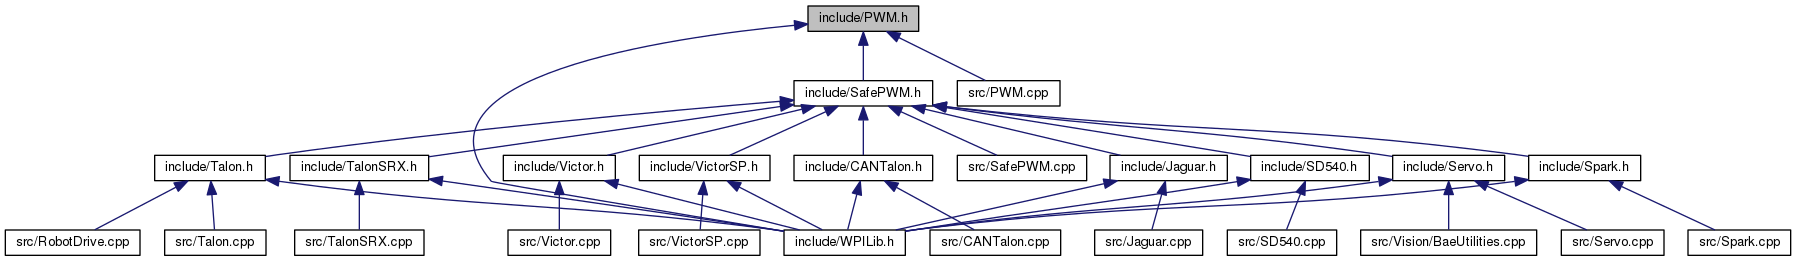 include/PWM.h
include/SafePWM.h
src/PWM.cpp
include/Talon.h
include/TalonSRX.h
include/Victor.h
include/VictorSP.h
include/CANTalon.h
src/SafePWM.cpp
include/Jaguar.h
include/SD540.h
include/Servo.h
include/Spark.h
src/RobotDrive.cpp
src/Talon.cpp
src/TalonSRX.cpp
src/Victor.cpp
src/VictorSP.cpp
include/WPILib.h
src/CANTalon.cpp
src/Jaguar.cpp
src/SD540.cpp
src/Vision/BaeUtilities.cpp
src/Servo.cpp
src/Spark.cpp